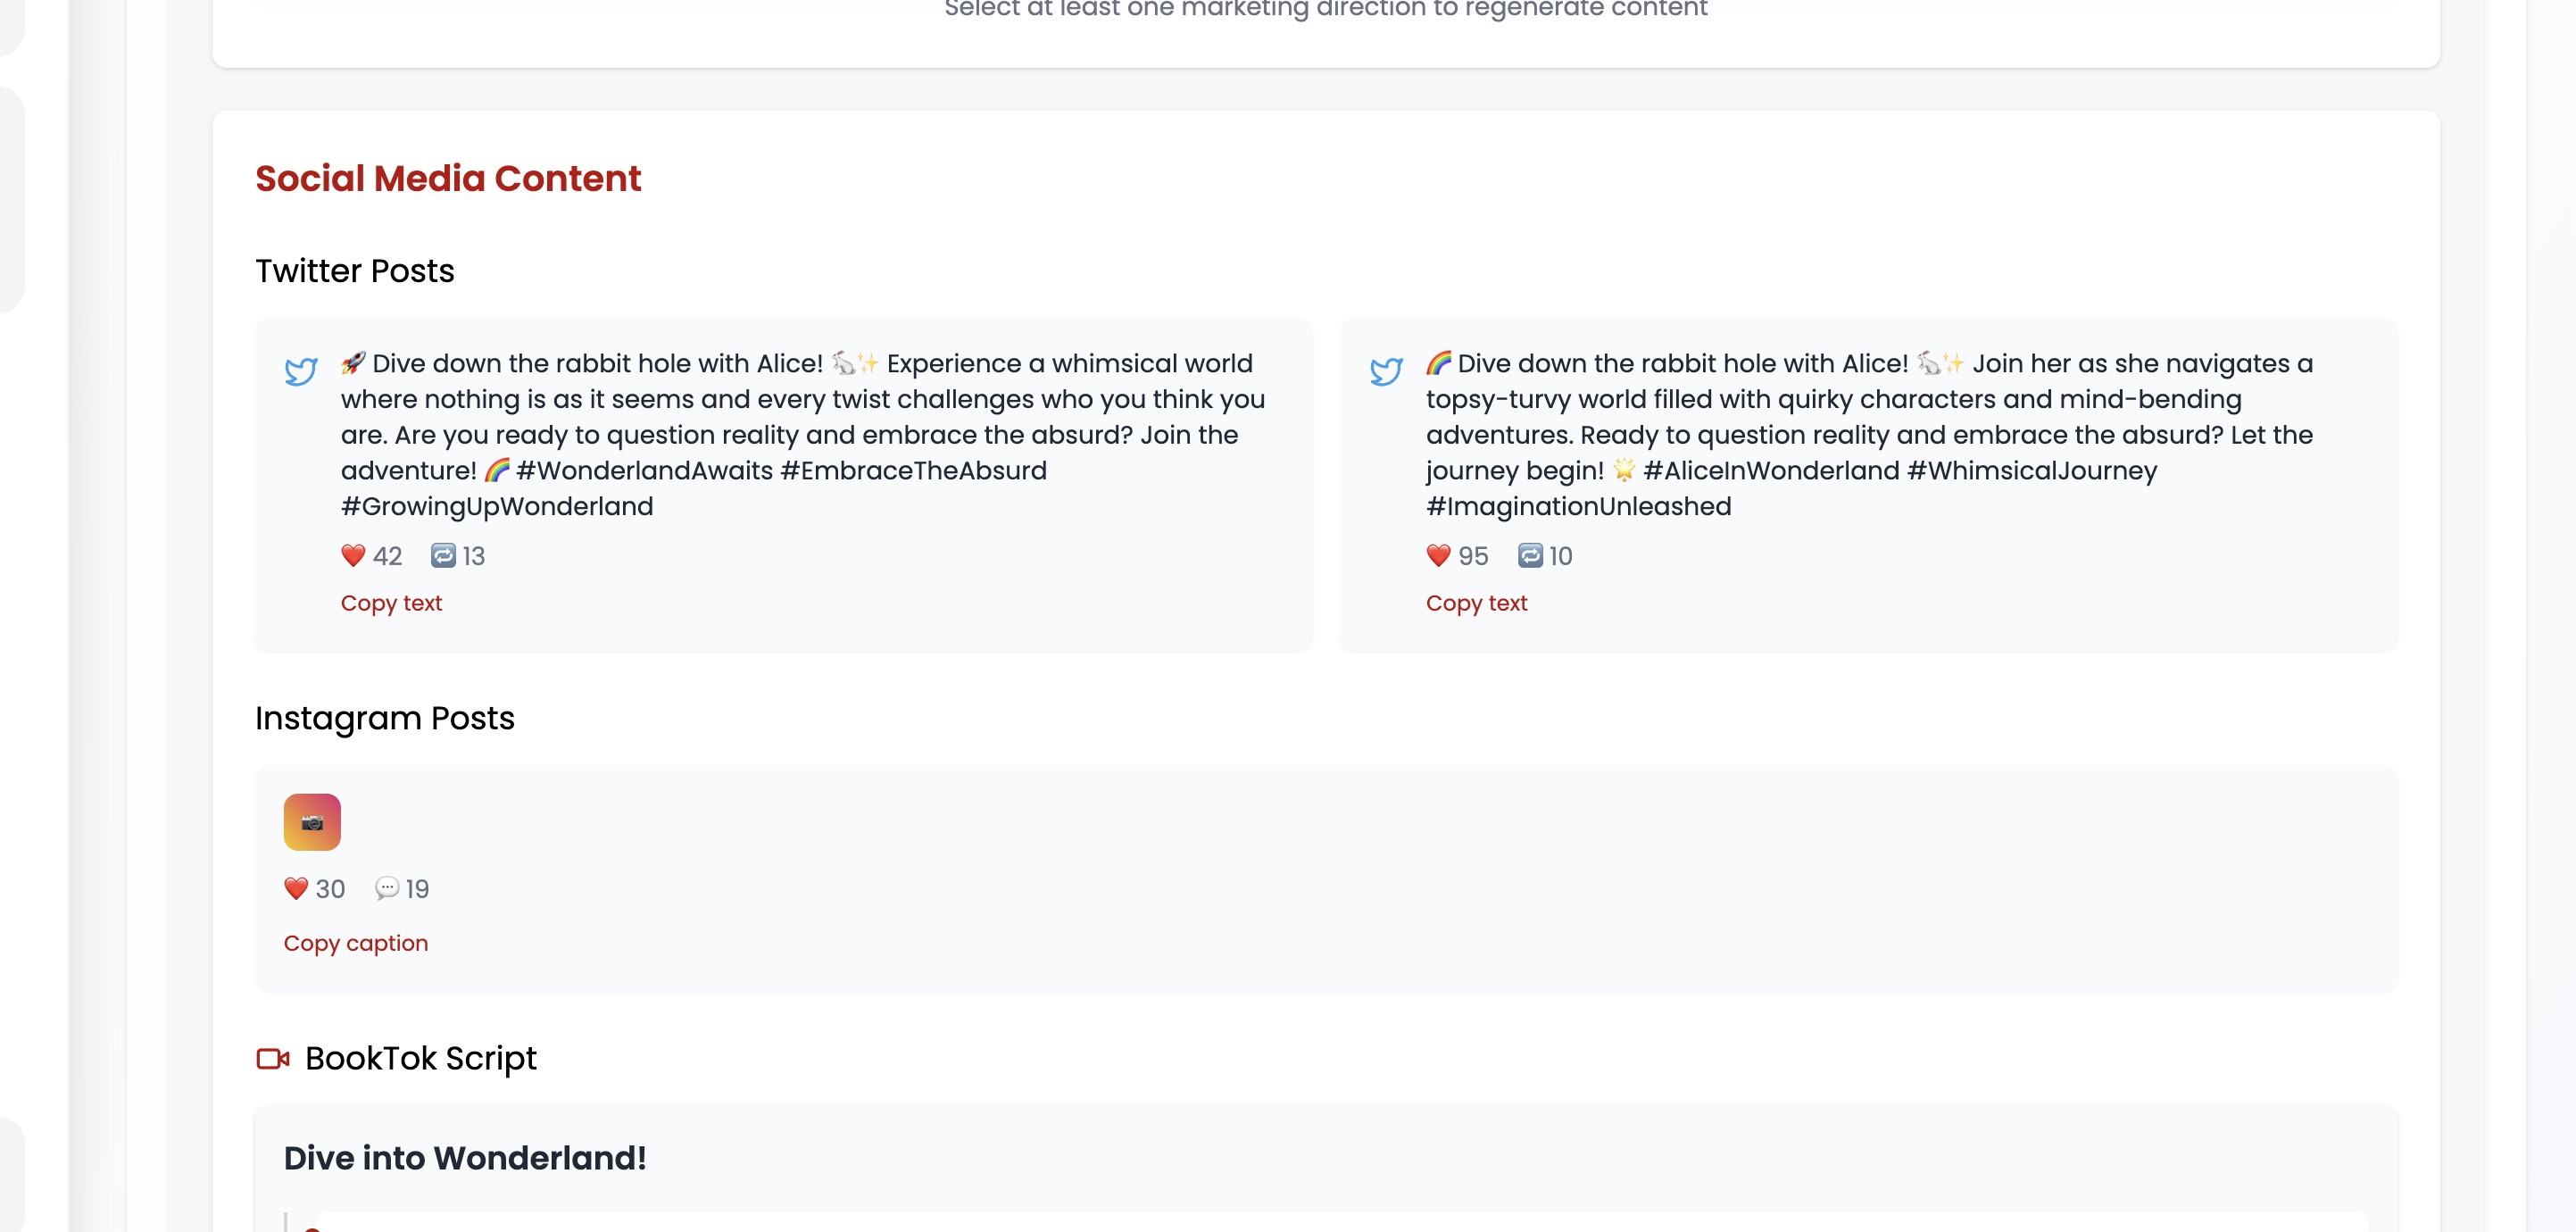 Select at least one marketing direction to regenerate content
Social Media Content
Twitter Posts
🚀 Dive down the rabbit hole with Alice! 🐇✨ Experience a whimsical world
where nothing is as it seems and every twist challenges who you think you
are. Are you ready to question reality and embrace the absurd? Join the
adventure! 🌈 #WonderlandAwaits #EmbraceTheAbsurd
#GrowingUpWonderland
❤️ 42 🔁 13
Copy text
🌈 Dive down the rabbit hole with Alice! 🐇✨ Join her as she navigates a
topsy-turvy world filled with quirky characters and mind-bending
adventures. Ready to question reality and embrace the absurd? Let the
journey begin! 🌟 #AliceInWonderland #WhimsicalJourney
#ImaginationUnleashed
❤️ 95 🔁 10
Copy text
Instagram Posts
📷
❤️ 30 💬 19
Copy caption
BookTok Script
Dive into Wonderland!